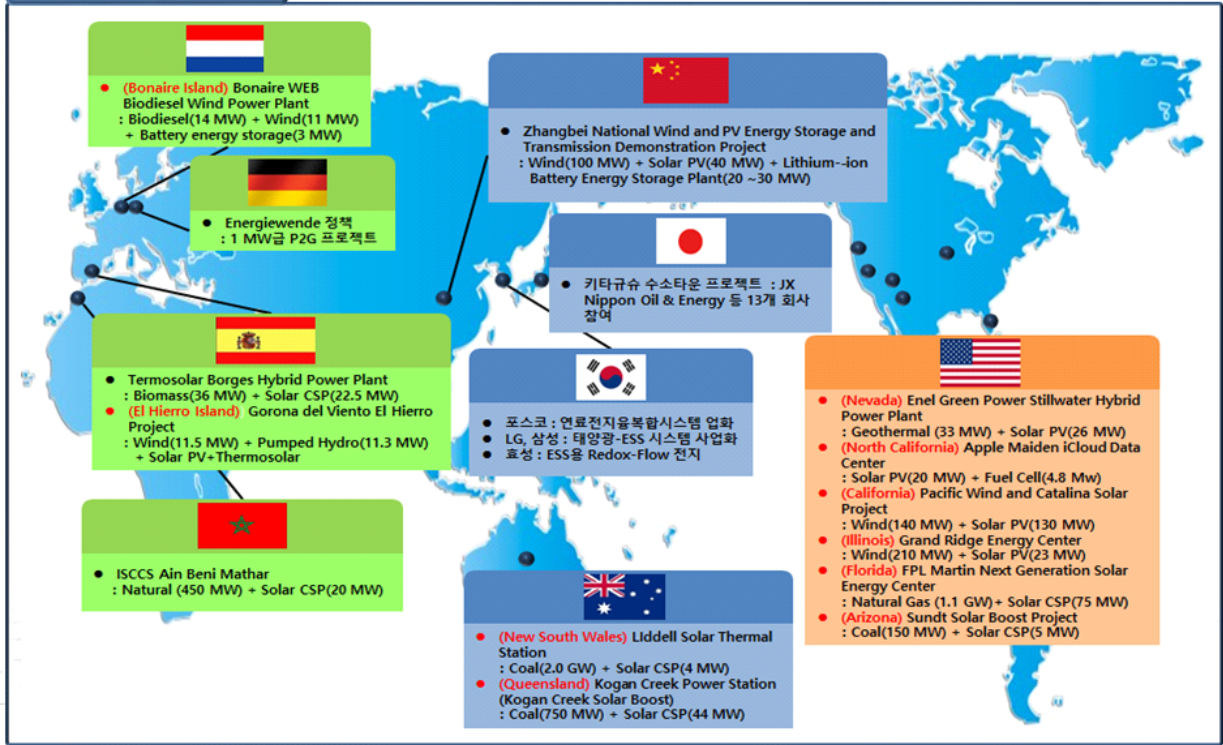 ● (Bonaire Island) Bonaire WEB
Biodiesel Wind Power Plant
: Biodiesel(14 MW) + Wind(11 MW)
+ Battery energy storage(3 MW)
● Energiewende 정책
: 1 MW급 P2G 프로젝트
● Termosolar Borges Hybrid Power Plant
: Biomass(36 MW) + Solar CSP(22.5 MW)
● (El Hierro Island) Gorona del Viento El Hierro
Project
: Wind(11.5 MW) + Pumped Hydro(11.3 MW)
+ Solar PV+Thermosolar
● ISCCS Ain Beni Mathar
: Natural (450 MW) + Solar CSP(20 MW)
● Zhangbei National Wind and PV Energy Storage and
Transmission Demonstration Project
: Wind(100 MW) + Solar PV(40 MW) + Lithium--ion
Battery Energy Storage Plant(20 ~30 MW)
● 키타규슈 수소타운 프로젝트 : JX
Nippon Oil & Energy 등 13개 회사
참여
● 포스코 : 연료전지융복합시스템 업화
● LG, 삼성 : 태양광-ESS 시스템 사업화
● 효성 : ESS용 Redox-Flow 전지
● (New South Wales) LIddell Solar Thermal
Station
: Coal(2.0 GW) + Solar CSP(4 MW)
● (Queensland) Kogan Creek Power Station
(Kogan Creek Solar Boost)
: Coal(750 MW) + Solar CSP(44 MW)
● (Nevada) Enel Green Power Stillwater Hybrid
Power Plant
: Geothermal (33 MW) + Solar PV(26 MW)
● (North California) Apple Maiden iCloud Data
Center
: Solar PV(20 MW) + Fuel Cell(4.8 Mw)
● (California) Pacific Wind and Catalina Solar
Project
: Wind(140 MW) + Solar PV(130 MW)
● (Illinois) Grand Ridge Energy Center
: Wind(210 MW) + Solar PV(23 MW)
● (Florida) FPL Martin Next Generation Solar
Energy Center
: Natural Gas (1.1 GW)+ Solar CSP(75 MW)
● (Arizona) Sundt Solar Boost Project
: Coal(150 MW) + Solar CSP(5 MW)